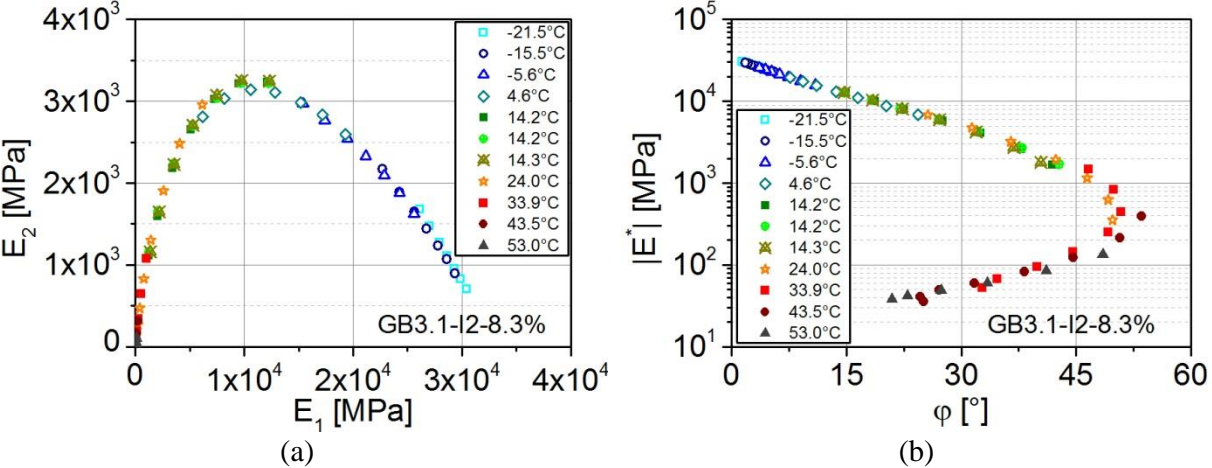 4x10³
3x10³
2x10³
1x10³
0
E₂ [MPa]
0
1x10⁴
2x10⁴
3x10⁴
4x10⁴
E₁ [MPa]
-21.5°C
-15.5°C
-5.6°C
4.6°C
14.2°C
14.2°C
14.3°C
24.0°C
33.9°C
43.5°C
53.0°C
GB3.1-I2-8.3%
(a)
10⁵
10⁴
10³
10²
10¹
|E*| [MPa]
0
15
30
45
60
φ [°]
-21.5°C
-15.5°C
-5.6°C
4.6°C
14.2°C
14.2°C
14.3°C
24.0°C
33.9°C
43.5°C
53.0°C
GB3.1-I2-8.3%
(b)